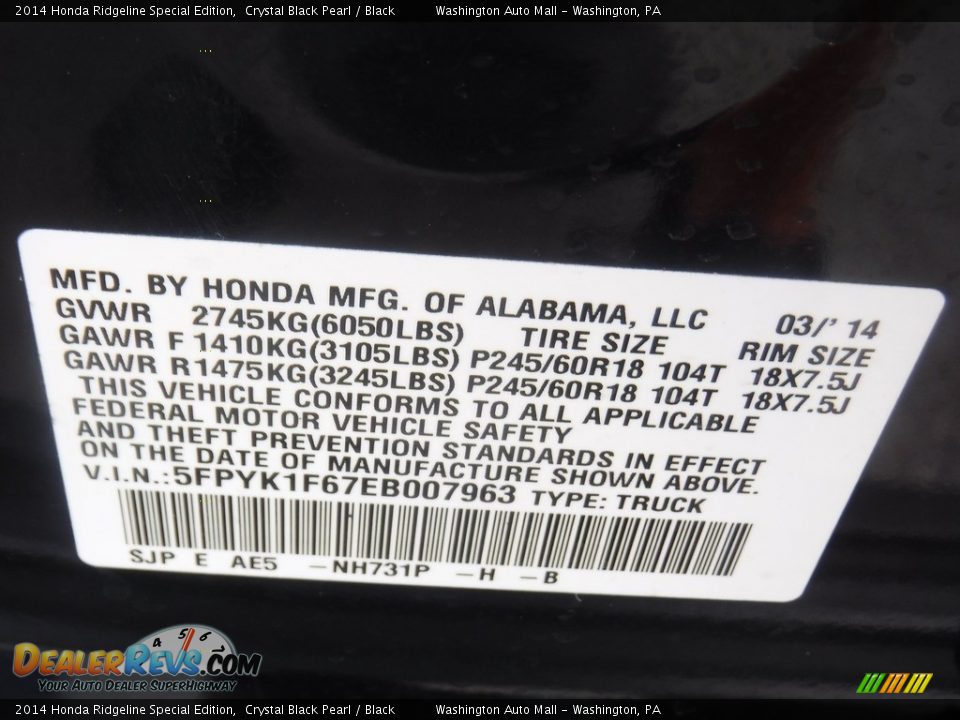 2014 Honda Ridgeline Special Edition, Crystal Black Pearl / Black Washington Auto Mall - Washington, PA
MFD. BY HONDA MFG. OF ALABAMA, LLC 03/' 14
GVWR 2745KG(6050LBS) TIRE SIZE RIM SIZE
GAWR F 1410KG(3105LBS) P245/60R18 104T 18X7.5J
GAWR R1475KG(3245LBS) P245/60R18 104T 18X7.5J
THIS VEHICLE CONFORMS TO ALL APPLICABLE
FEDERAL MOTOR VEHICLE SAFETY
AND THEFT PREVENTION STANDARDS IN EFFECT
ON THE DATE OF MANUFACTURE SHOWN ABOVE.
V.I.N.:5FPYK1F67EB007963 TYPE: TRUCK
SJP E AE5 -NH731P -H -B
4 5 6
DEALERREVS.COM
YOUR AUTO DEALER SUPERHIGHWAY
2014 Honda Ridgeline Special Edition, Crystal Black Pearl / Black Washington Auto Mall - Washington, PA